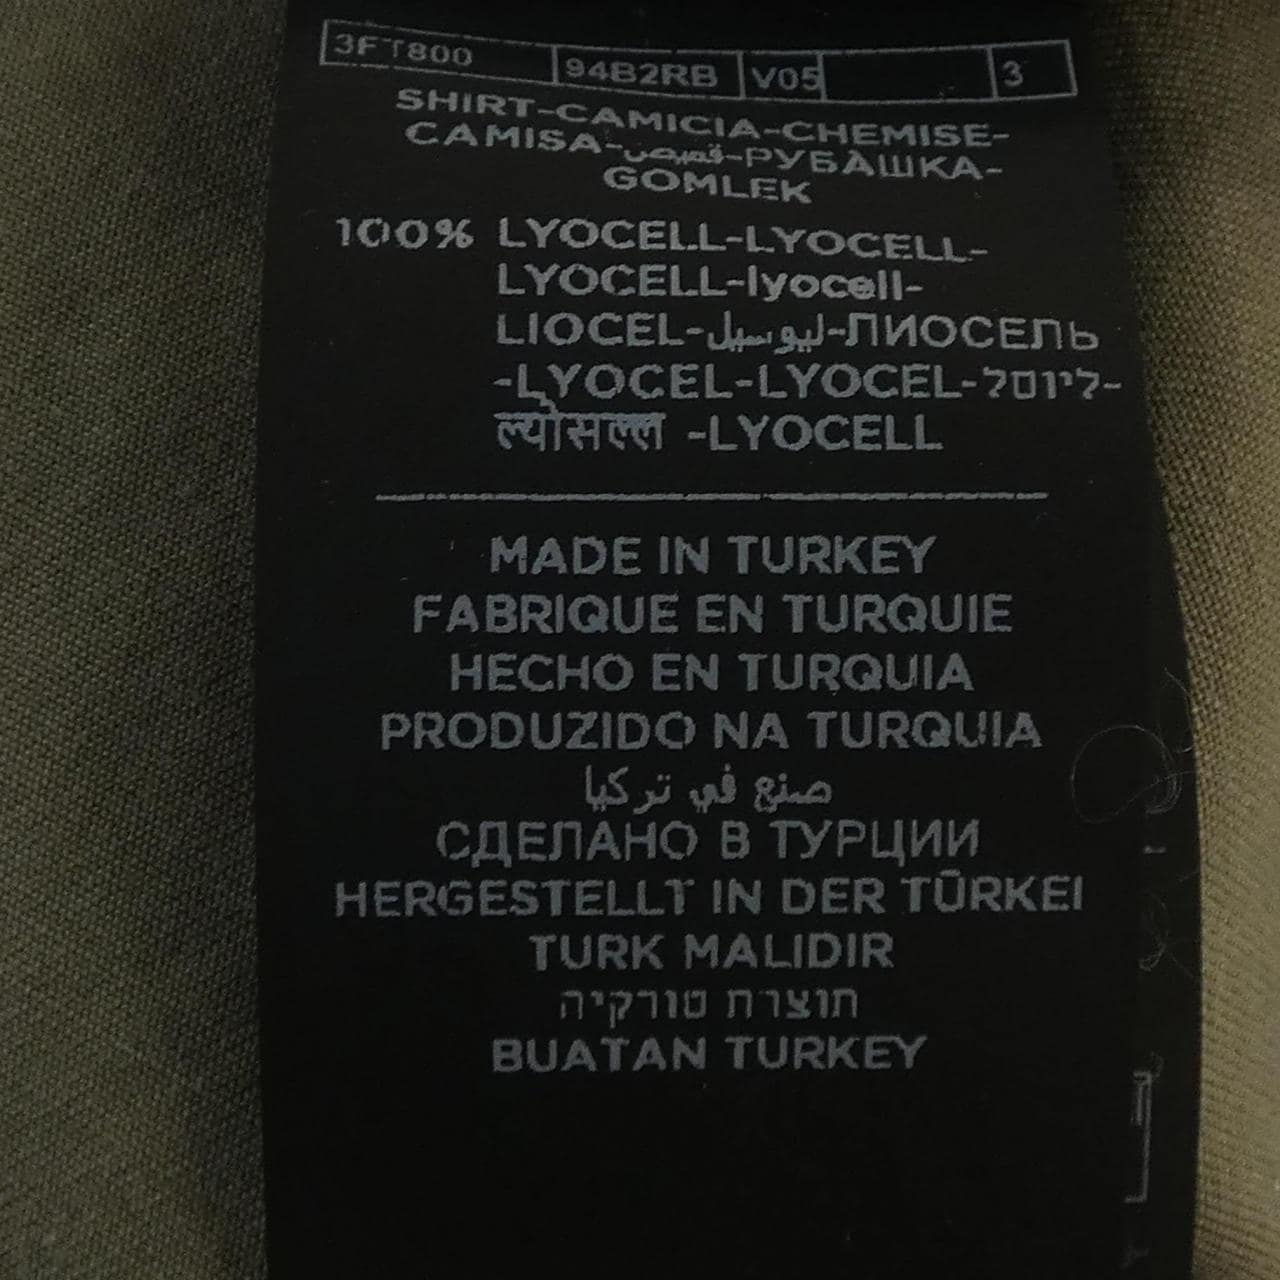 3FT800 94B2RB V05 3
SHIRT-CAMICIA-CHEMISE-
CAMISA-قميص-РУБАШКА-
GOMLEK
100% LYOCELL-LYOCELL-
LYOCELL-lyocell-
LIOCEL-ليوسيل-ЛИОСЕЛЬ
-LYOCEL-LYOCEL-ליוסל-
ल्योसल्ल -LYOCELL
MADE IN TURKEY
FABRIQUE EN TURQUIE
HECHO EN TURQUIA
PRODUZIDO NA TURQUIA
صنع في تركيا
СДЕЛАНО В ТУРЦИИ
HERGESTELLT IN DER TÜRKEI
TURK MALIDIR
תוצרת טורקיה
BUATAN TURKEY